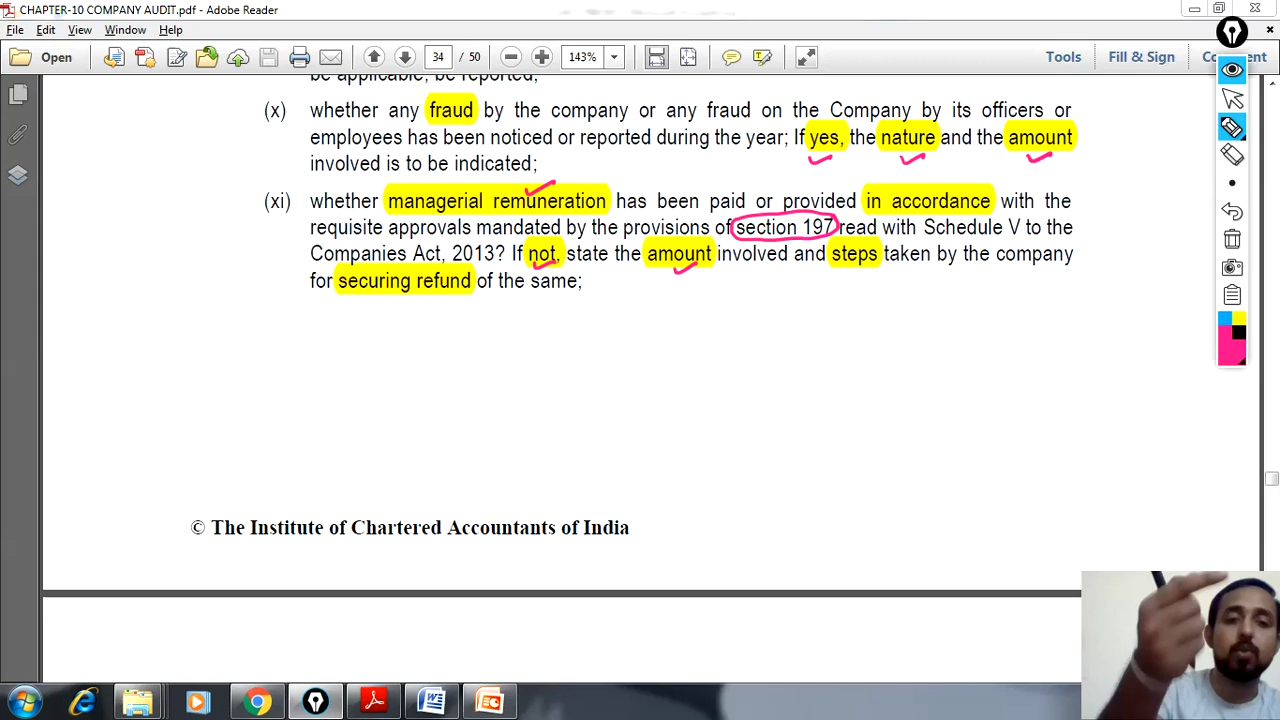 CHAPTER-10 COMPANY AUDIT.pdf - Adobe Reader
File Edit View Window Help
Open 34 / 50 143% Tools Fill & Sign Comment
be applicable, be reported;
(x) whether any fraud by the company or any fraud on the Company by its officers or
employees has been noticed or reported during the year; If yes, the nature and the amount
involved is to be indicated;
(xi) whether managerial remuneration has been paid or provided in accordance with the
requisite approvals mandated by the provisions of section 197 read with Schedule V to the
Companies Act, 2013? If not, state the amount involved and steps taken by the company
for securing refund of the same;
© The Institute of Chartered Accountants of India